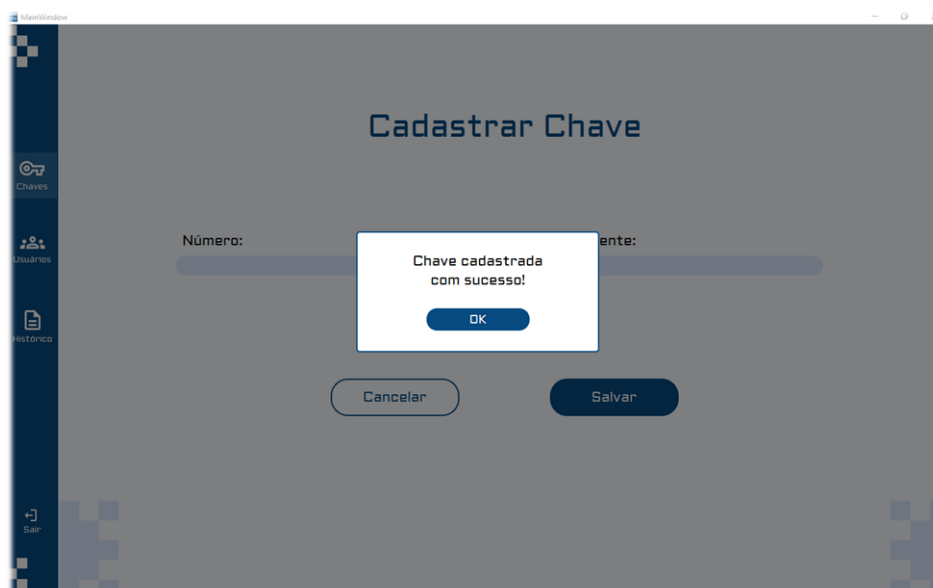 MainWindow
Cadastrar Chave
Chaves
Número:
ente:
Usuários
Chave cadastrada
com sucesso!
OK
Histórico
Cancelar
Salvar
Sair